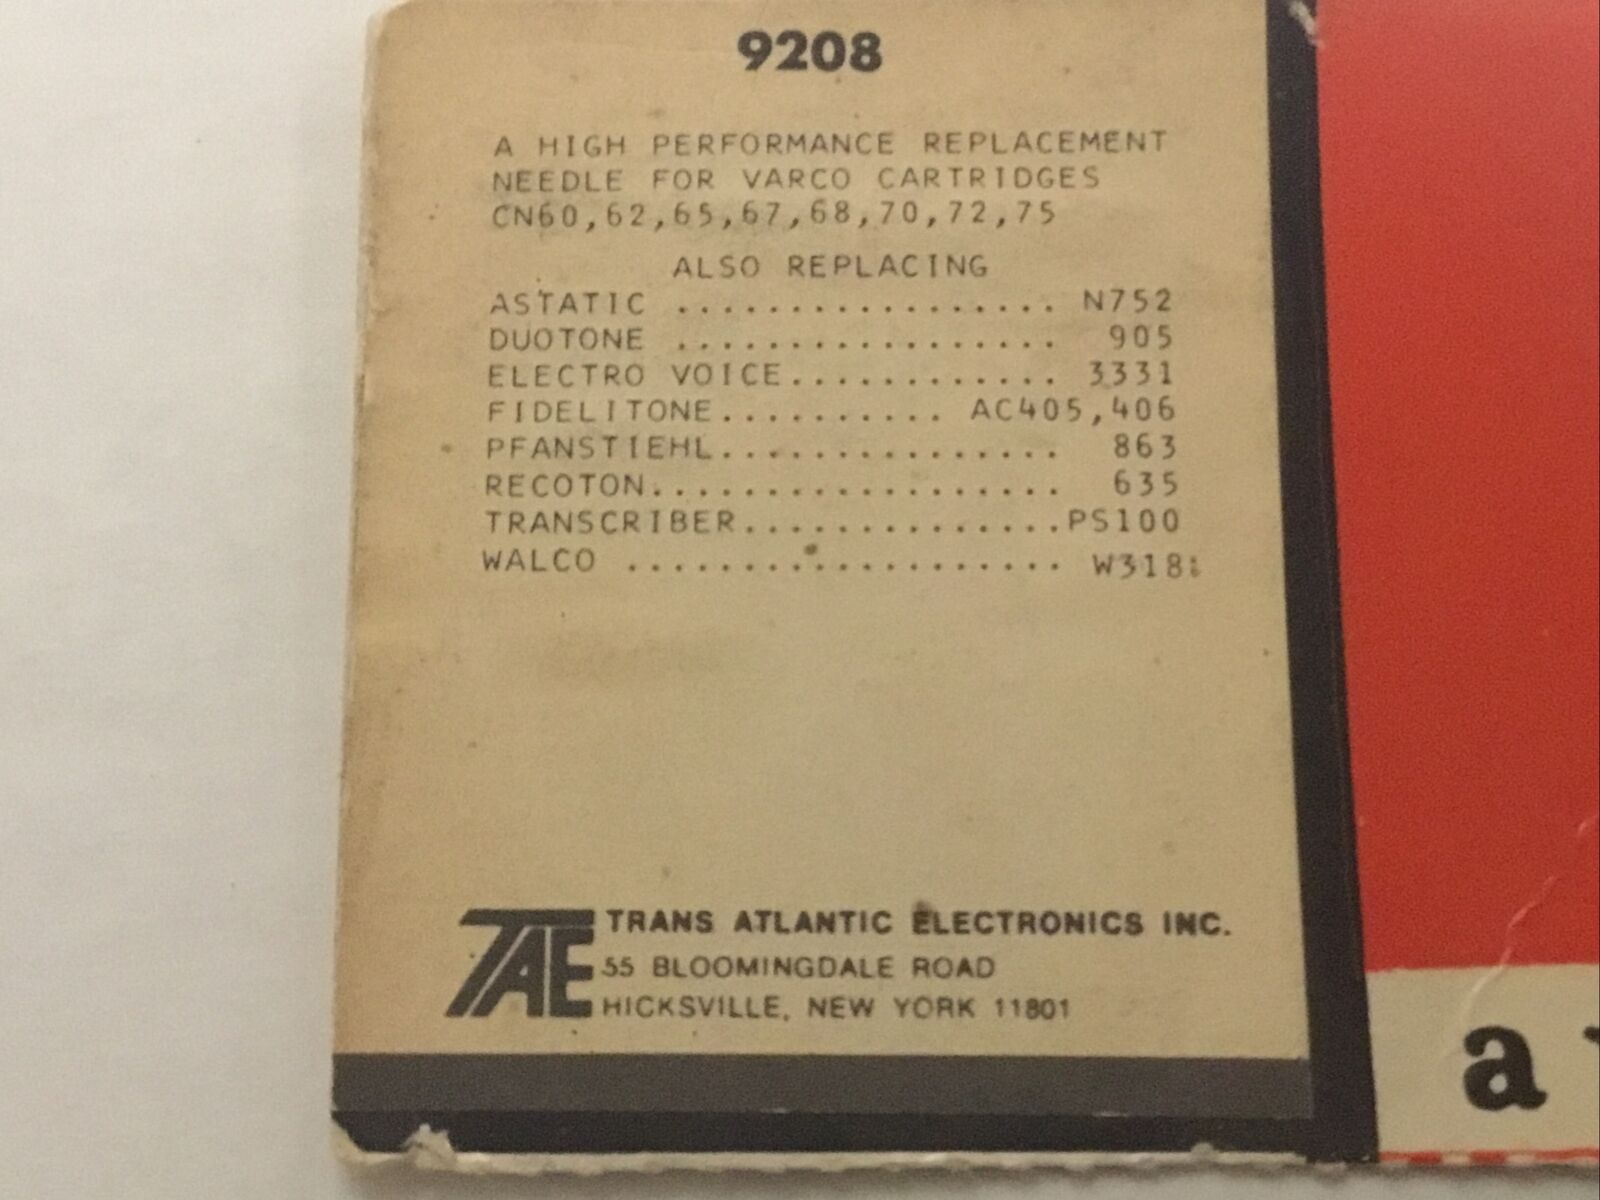 9208
A HIGH PERFORMANCE REPLACEMENT
NEEDLE FOR VARCO CARTRIDGES
CN60,62,65,67,68,70,72,75
ALSO REPLACING
ASTATIC .................. N752
DUOTONE .................. 905
ELECTRO VOICE............. 3331
FIDELITONE.......... AC405,406
PFANSTIEHL............... 863
RECOTON.................. 635
TRANSCRIBER..............PS100
WALCO ................... W318
TAE TRANS ATLANTIC ELECTRONICS INC.
55 BLOOMINGDALE ROAD
HICKSVILLE, NEW YORK 11801
a